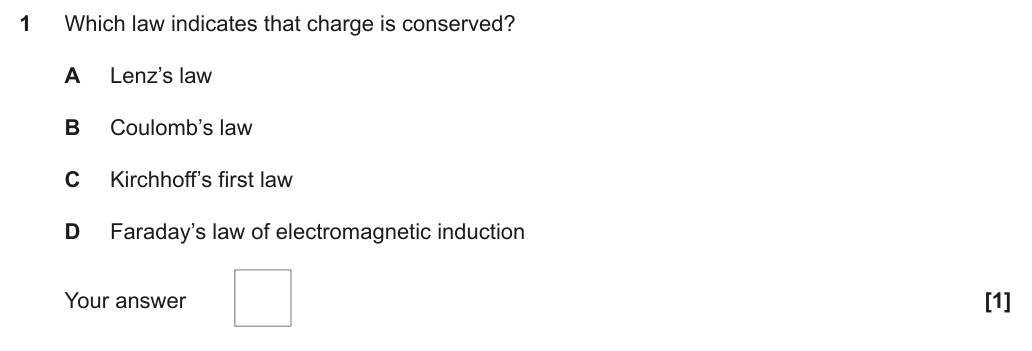 1 Which law indicates that charge is conserved?
A Lenz’s law
B Coulomb’s law
C Kirchhoff’s first law
D Faraday’s law of electromagnetic induction
Your answer [1]